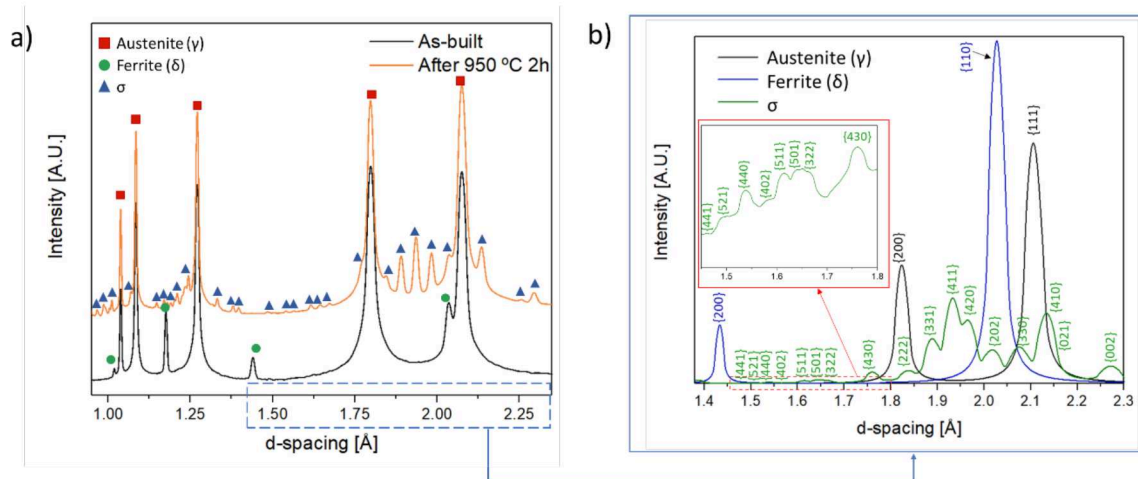 a)
Austenite (γ)
Ferrite (δ)
σ
As-built
After 950 ºC 2h
Intensity [A.U.]
1.00 1.25 1.50 1.75 2.00 2.25
d-spacing [Å]
b)
Austenite (γ)
Ferrite (δ)
σ
{110}
{111}
{200}
{200}
{441}
{521}
{440}
{402}
{511}
{501}
{322}
{430}
1.5 1.6 1.7 1.8
{441}
{521}
{440}
{402}
{511}
{501}
{322}
{430}
{222}
{331}
{411}
{420}
{202}
{330}
{410}
{021}
{002}
Intensity [A.U.]
1.4 1.5 1.6 1.7 1.8 1.9 2.0 2.1 2.2 2.3
d-spacing [Å]